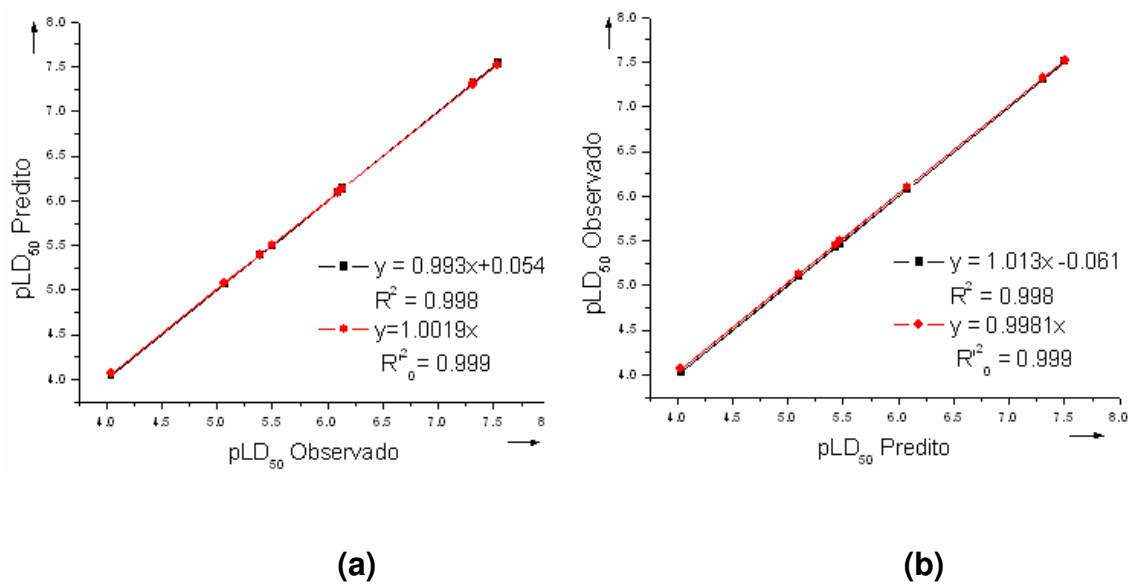 8.0
7.5
7.0
6.5
6.0
5.5
5.0
4.5
4.0
pLD50 Predito
y = 0.993x+0.054
R2 = 0.998
y=1.0019x
R'2o = 0.999
4.0 4.5 5.0 5.5 6.0 6.5 7.0 7.5 8
pLD50 Observado
(a)
8.0
7.5
7.0
6.5
6.0
5.5
5.0
4.5
4.0
pLD50 Observado
y = 1.013x -0.061
R2 = 0.998
y = 0.9981x
R'2o = 0.999
4.0 4.5 5.0 5.5 6.0 6.5 7.0 7.5 8.0
pLD50 Predito
(b)